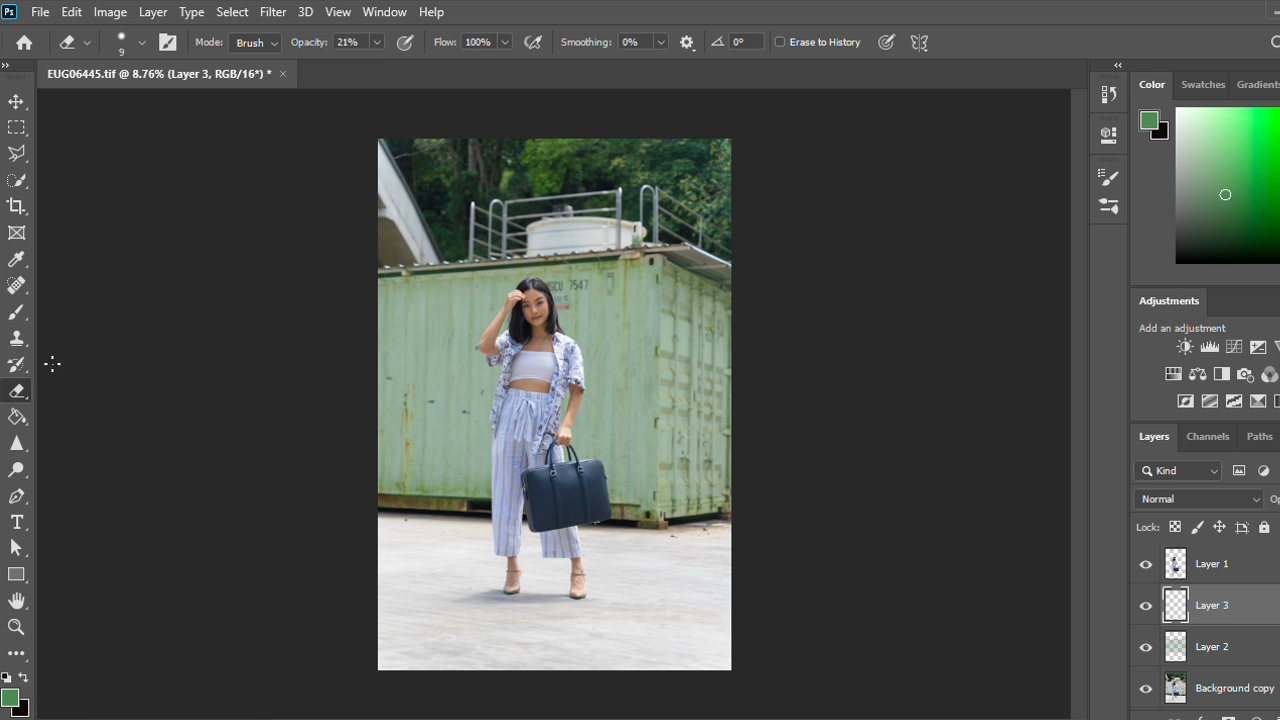 Ps File Edit Image Layer Type Select Filter 3D View Window Help
9 Mode: Brush Opacity: 21% Flow: 100% Smoothing: 0% 0° Erase to History
EUG06445.tif @ 8.76% (Layer 3, RGB/16*) * ×
Color Swatches Gradients
7547
Adjustments
Add an adjustment
Layers Channels Paths
Kind
Normal
Lock:
Layer 1
Layer 3
Layer 2
Background copy